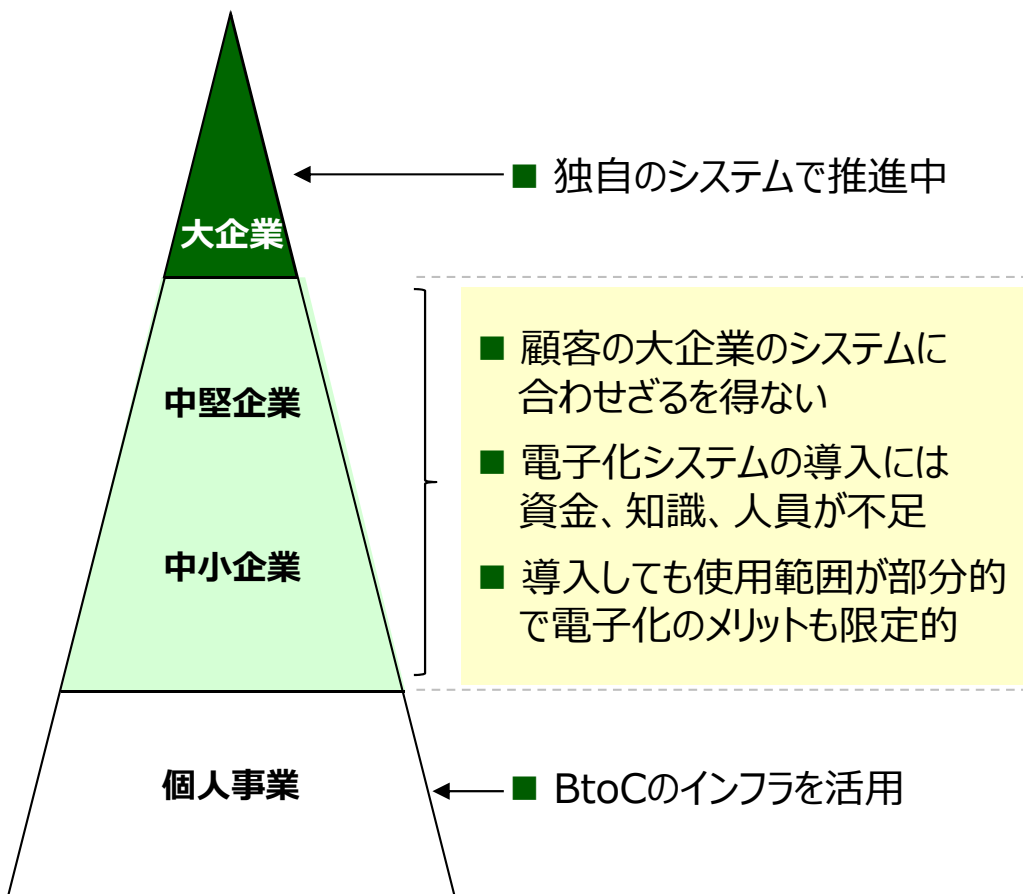 ■ 独自のシステムで推進中
大企業
■ 顧客の大企業のシステムに
合わせざるを得ない
中堅企業
■ 電子化システムの導入には
資金、知識、人員が不足
中小企業
■ 導入しても使用範囲が部分的
で電子化のメリットも限定的
個人事業
■ BtoCのインフラを活用